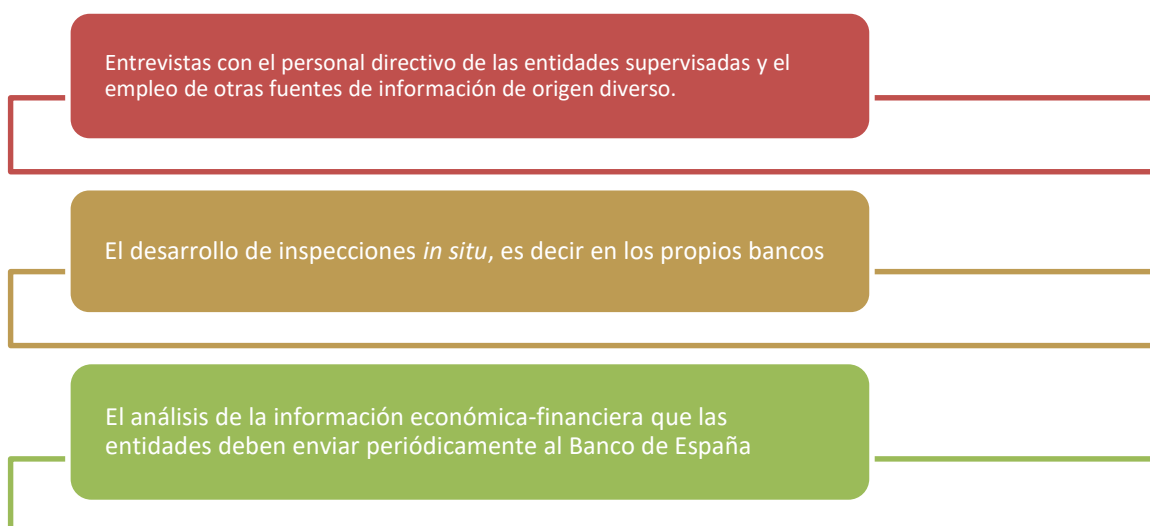 Entrevistas con el personal directivo de las entidades supervisadas y el
empleo de otras fuentes de información de origen diverso.
El desarrollo de inspecciones in situ, es decir en los propios bancos
El análisis de la información económica-financiera que las
entidades deben enviar periódicamente al Banco de España